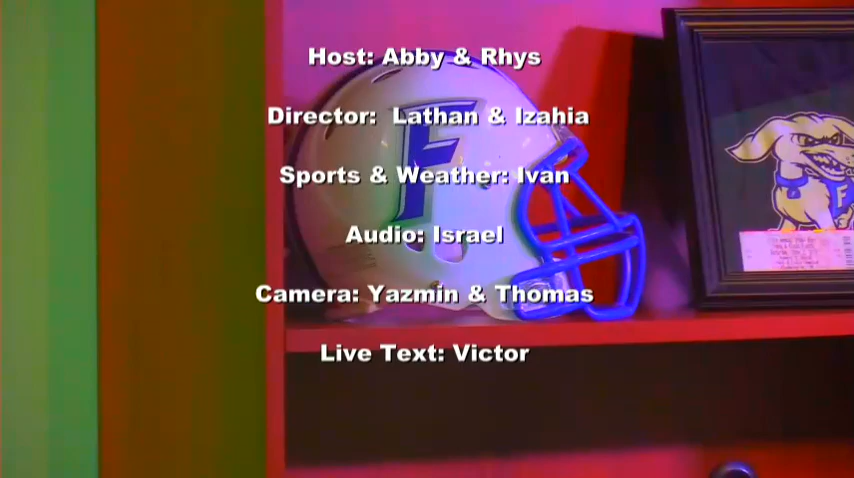 Host: Abby & Rhys
Director:  Lathan & Izahia
Sports & Weather: Ivan
Audio: Israel
Camera: Yazmin & Thomas
Live Text: Victor
F
F